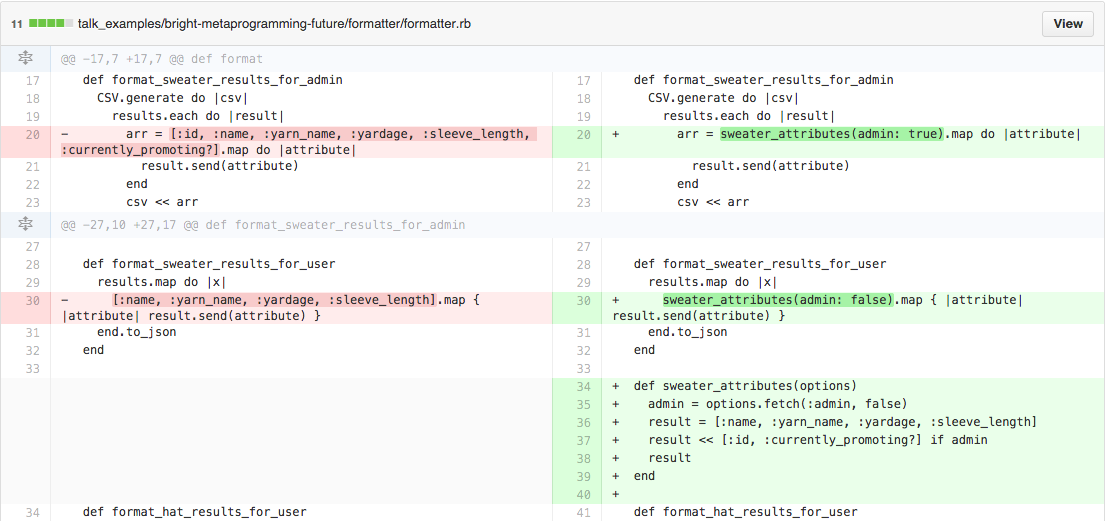 11 talk_examples/bright-metaprogramming-future/formatter/formatter.rb View
@@ -17,7 +17,7 @@ def format
17 def format_sweater_results_for_admin 17 def format_sweater_results_for_admin
18 CSV.generate do |csv| 18 CSV.generate do |csv|
19 results.each do |result| 19 results.each do |result|
20 - arr = [:id, :name, :yarn_name, :yardage, :sleeve_length, 20 + arr = sweater_attributes(admin: true).map do |attribute|
:currently_promoting?].map do |attribute|
21 result.send(attribute) 21 result.send(attribute)
22 end 22 end
23 csv << arr 23 csv << arr
@@ -27,10 +27,17 @@ def format_sweater_results_for_admin
27 27
28 def format_sweater_results_for_user 28 def format_sweater_results_for_user
29 results.map do |x| 29 results.map do |x|
30 - [:name, :yarn_name, :yardage, :sleeve_length].map { 30 + sweater_attributes(admin: false).map { |attribute|
|attribute| result.send(attribute) } result.send(attribute) }
31 end.to_json 31 end.to_json
32 end 32 end
33 33
34 + def sweater_attributes(options)
35 + admin = options.fetch(:admin, false)
36 + result = [:name, :yarn_name, :yardage, :sleeve_length]
37 + result << [:id, :currently_promoting?] if admin
38 + result
39 + end
40 +
34 def format_hat_results_for_user 41 def format_hat_results_for_user